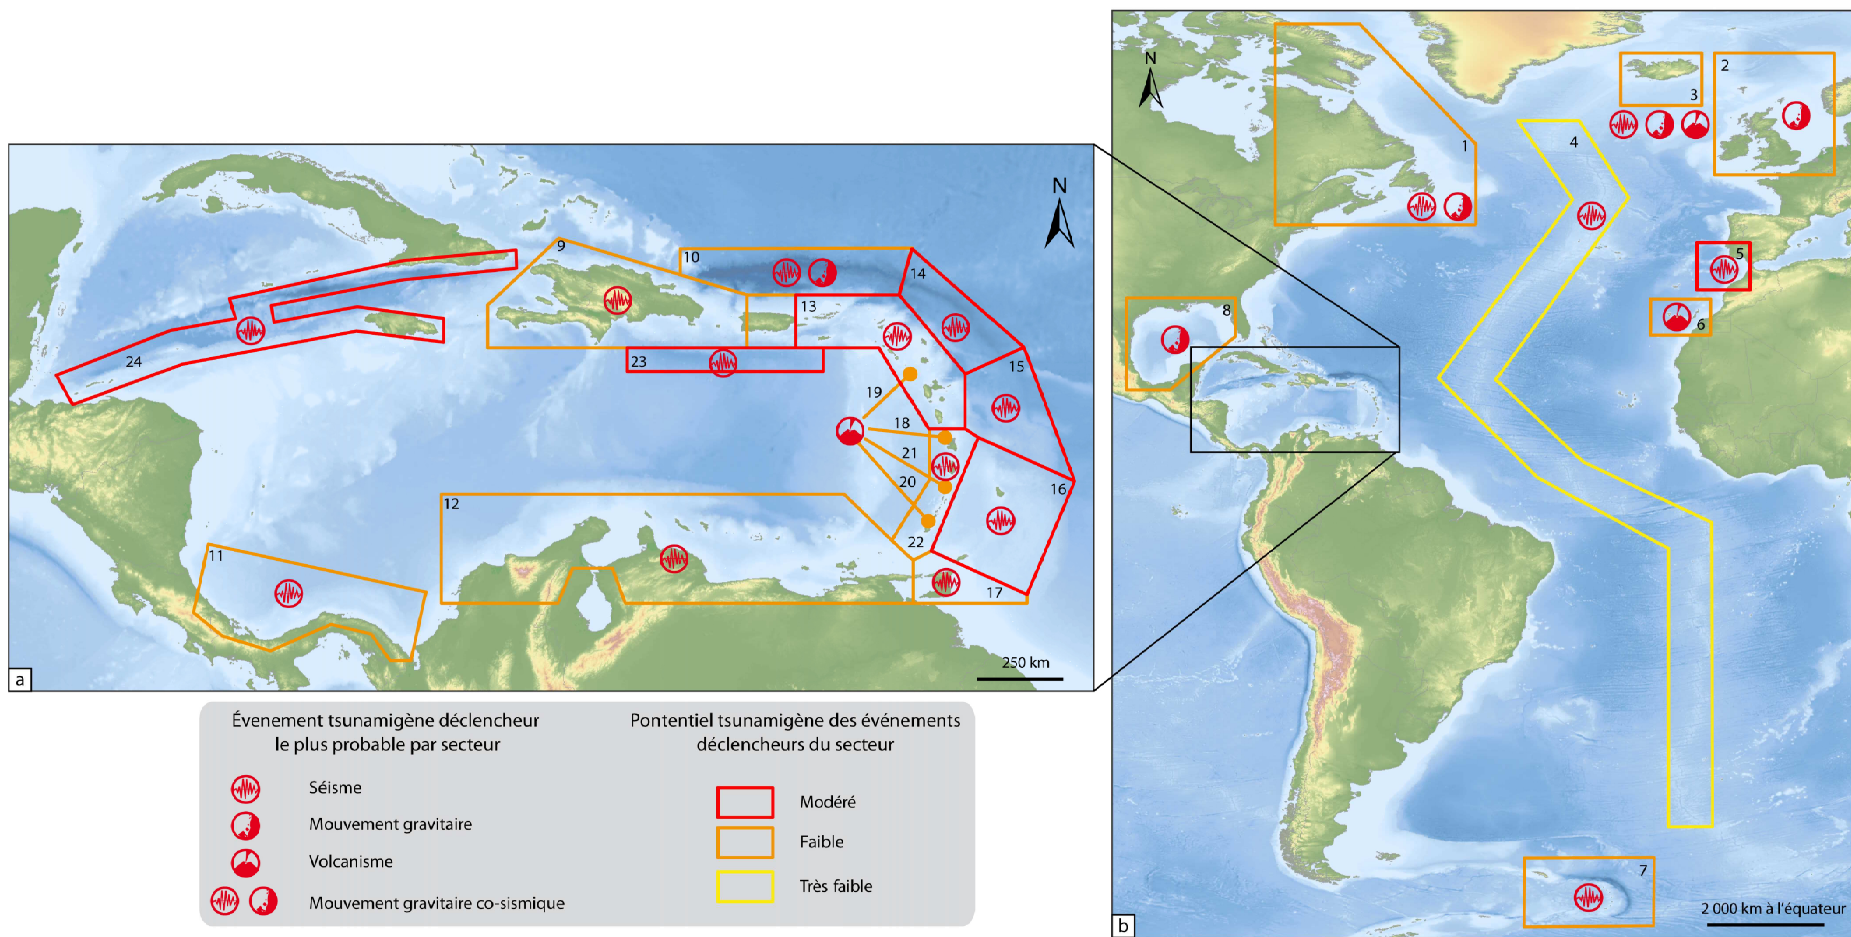 N
9
10
14
13
15
24
23
19
18
21
20
16
12
22
11
17
250 km
a
N
1
2
3
4
5
6
8
7
2 000 km à l'équateur
b
Évenement tsunamigène déclencheur
le plus probable par secteur
Séisme
Mouvement gravitaire
Volcanisme
Mouvement gravitaire co-sismique
Pontentiel tsunamigène des événements
déclencheurs du secteur
Modéré
Faible
Très faible